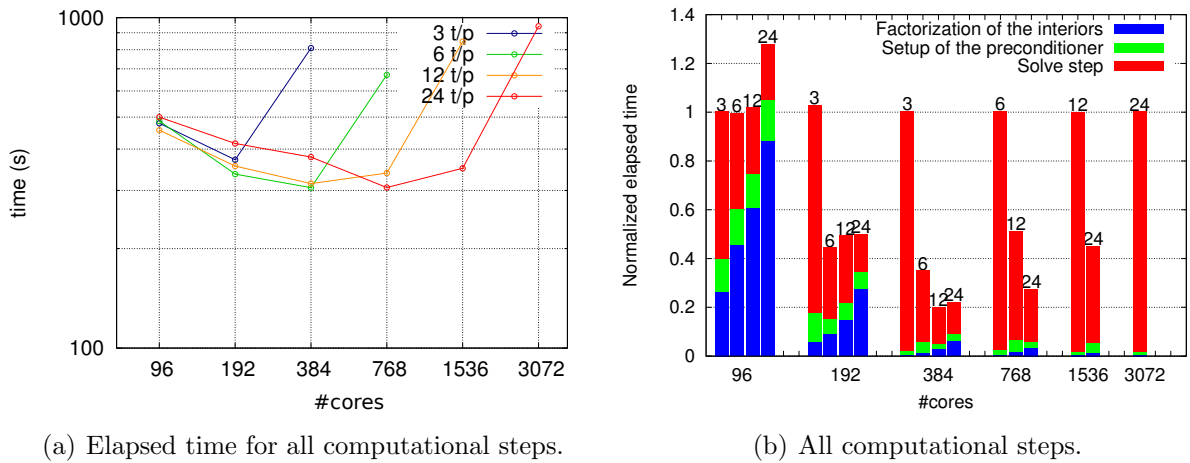 1000
100
time (s)
3 t/p
6 t/p
12 t/p
24 t/p
96 192 384 768 1536 3072
#cores
(a) Elapsed time for all computational steps.
1.4
1.2
1
0.8
0.6
0.4
0.2
0
Normalized elapsed time
Factorization of the interiors
Setup of the preconditioner
Solve step
3 6 12 24
3 6 12 24
3 6 12 24
6 12 24
12 24
24
96 192 384 768 1536 3072
#cores
(b) All computational steps.